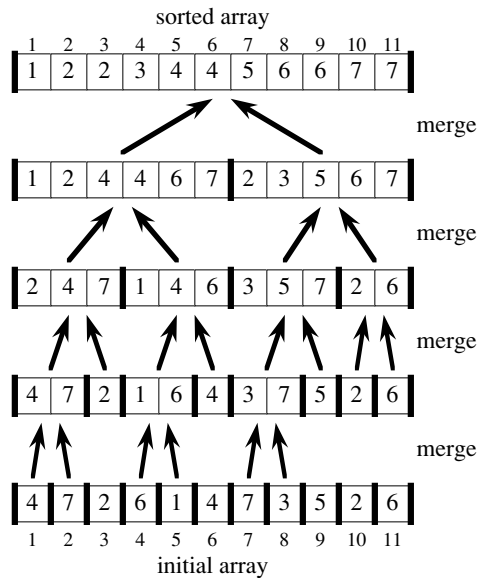 sorted array
1 2 3 4 5 6 7 8 9 10 11
1 2 2 3 4 4 5 6 6 7 7
merge
1 2 4 4 6 7 2 3 5 6 7
merge
2 4 7 1 4 6 3 5 7 2 6
merge
4 7 2 1 6 4 3 7 5 2 6
merge
4 7 2 6 1 4 7 3 5 2 6
1 2 3 4 5 6 7 8 9 10 11
initial array